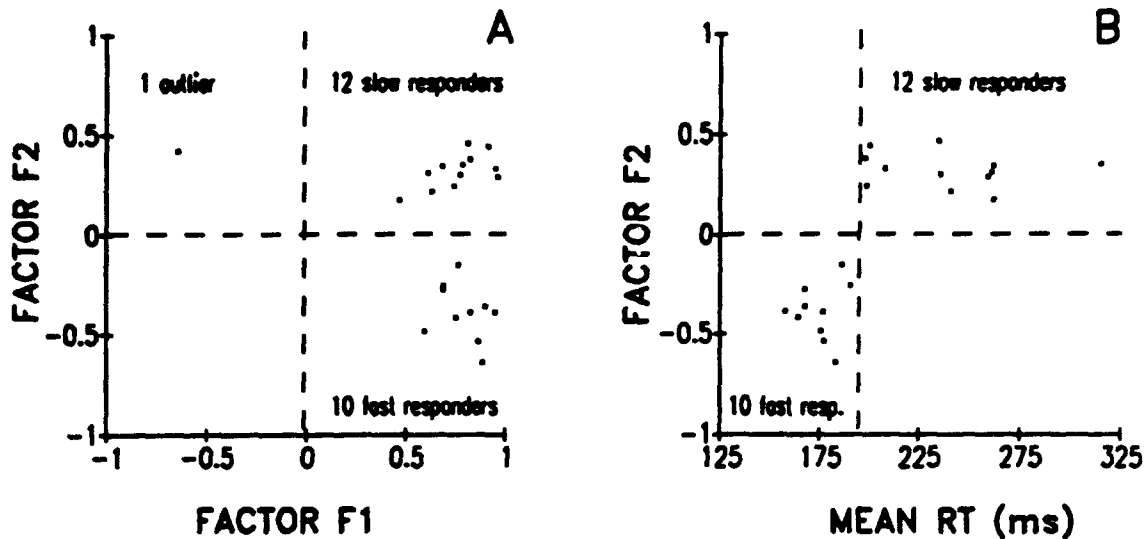 A
1
1 outlier
12 slow responders
0.5
FACTOR F2
0
-0.5
10 fast responders
-1
-1
-0.5
0
0.5
1
FACTOR F1
B
1
12 slow responders
0.5
FACTOR F2
0
-0.5
10 fast resp.
-1
125
175
225
275
325
MEAN RT (ms)